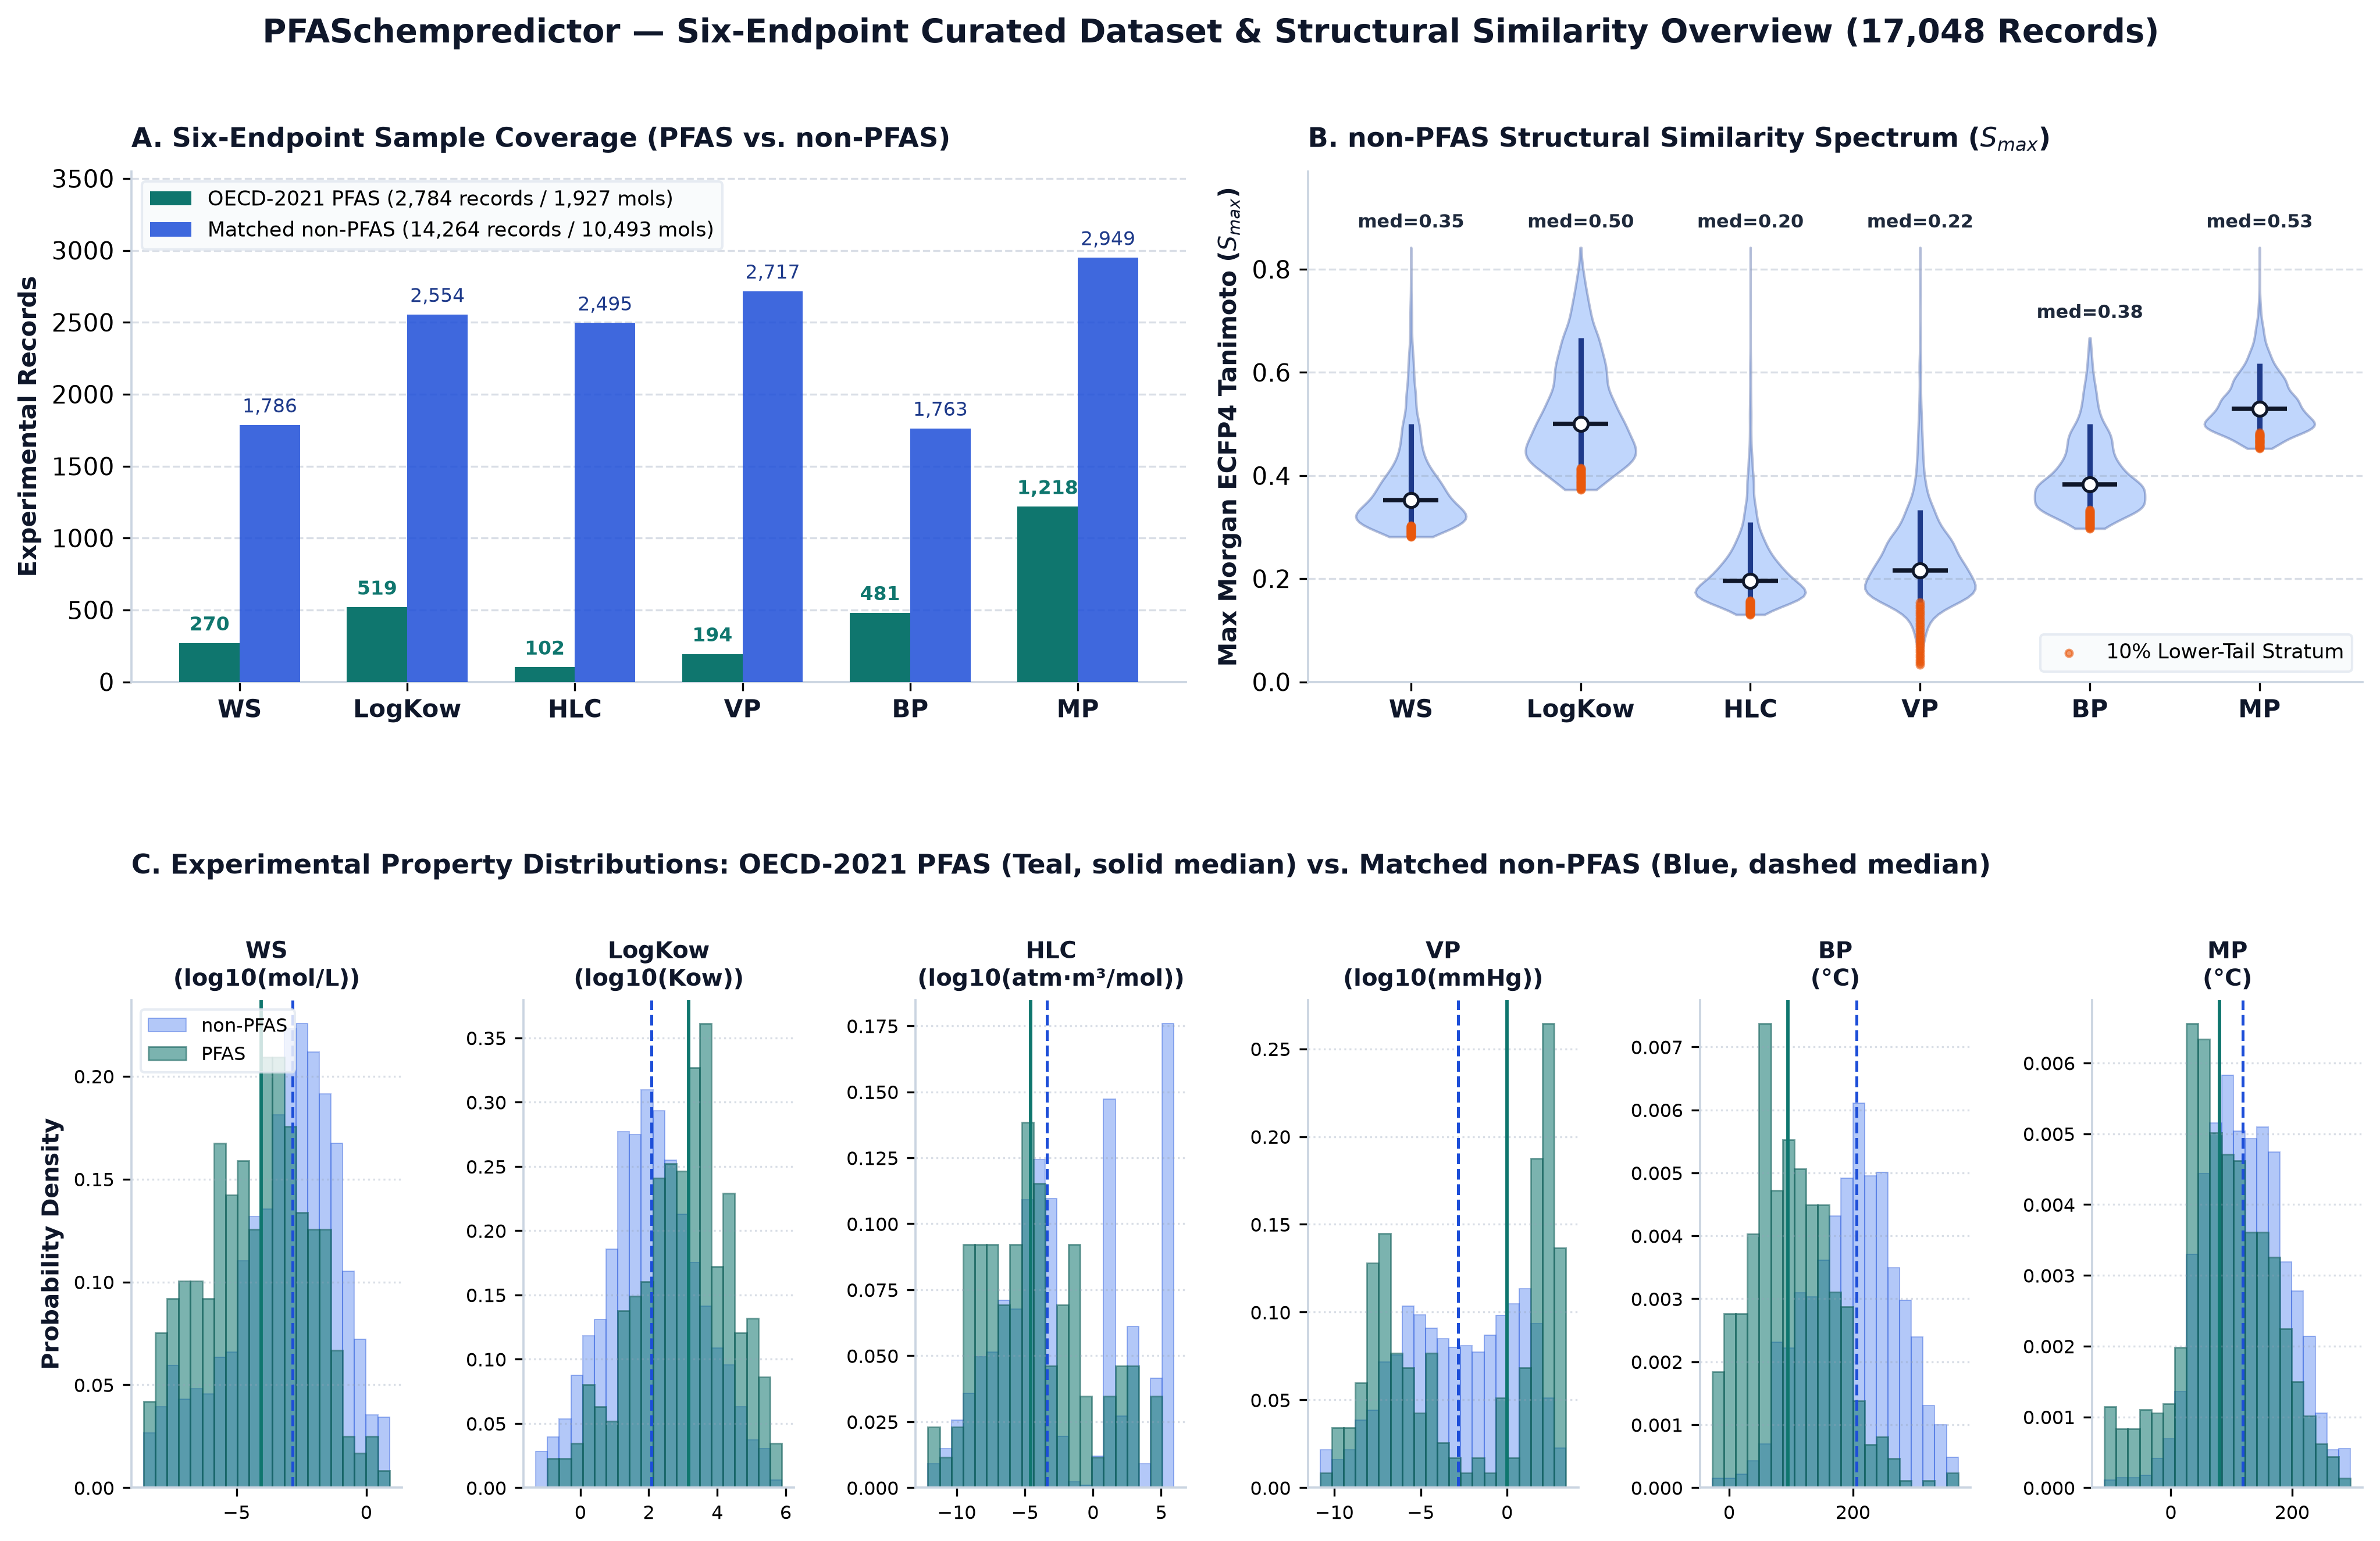 PFASchempredictor — Six-Endpoint Curated Dataset & Structural Similarity Overview (17,048 Records)
A. Six-Endpoint Sample Coverage (PFAS vs. non-PFAS)
Experimental Records
3500
3000
2500
2000
1500
1000
500
0
OECD-2021 PFAS (2,784 records / 1,927 mols)
Matched non-PFAS (14,264 records / 10,493 mols)
270
1,786
519
2,554
102
2,495
194
2,717
481
1,763
1,218
2,949
WS
LogKow
HLC
VP
BP
MP
B. non-PFAS Structural Similarity Spectrum (Smax)
Max Morgan ECFP4 Tanimoto (Smax)
0.8
0.6
0.4
0.2
0.0
med=0.35
med=0.50
med=0.20
med=0.22
med=0.38
med=0.53
10% Lower-Tail Stratum
WS
LogKow
HLC
VP
BP
MP
C. Experimental Property Distributions: OECD-2021 PFAS (Teal, solid median) vs. Matched non-PFAS (Blue, dashed median)
Probability Density
WS
(log10(mol/L))
non-PFAS
PFAS
0.20
0.15
0.10
0.05
0.00
−5
0
LogKow
(log10(Kow))
0.35
0.30
0.25
0.20
0.15
0.10
0.05
0.00
0
2
4
6
HLC
(log10(atm·m³/mol))
0.175
0.150
0.125
0.100
0.075
0.050
0.025
0.000
−10
−5
0
5
VP
(log10(mmHg))
0.25
0.20
0.15
0.10
0.05
0.00
−10
−5
0
BP
(°C)
0.007
0.006
0.005
0.004
0.003
0.002
0.001
0.000
0
200
MP
(°C)
0.006
0.005
0.004
0.003
0.002
0.001
0.000
0
200